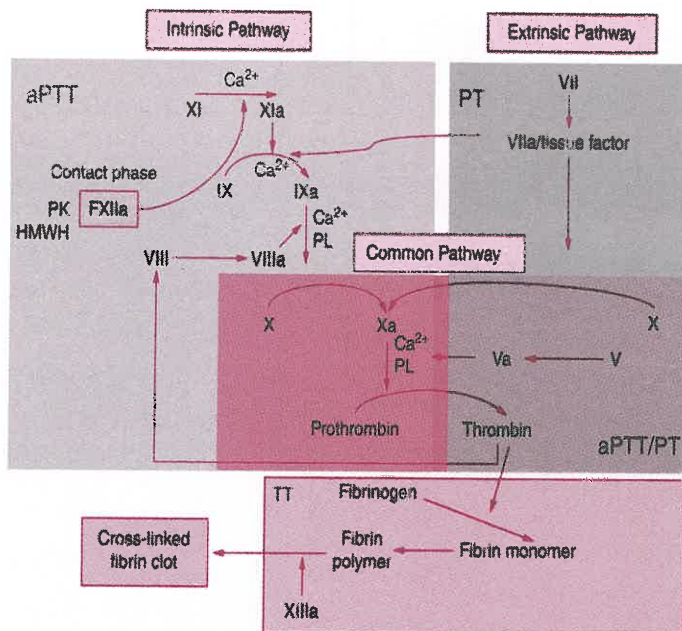 Intrinsic Pathway
Extrinsic Pathway
aPTT
Ca2+
XI
XIa
PT
VII
VIIa/tissue factor
Contact phase
PK
FXIIa
HMWH
IX
Ca2+
IXa
Ca2+
PL
VIII
VIIIa
Common Pathway
X
Xa
X
Ca2+
PL
Va
V
Prothrombin
Thrombin
aPTT/PT
TT
Fibrinogen
Cross-linked
fibrin clot
Fibrin
polymer
Fibrin monomer
XIIIa